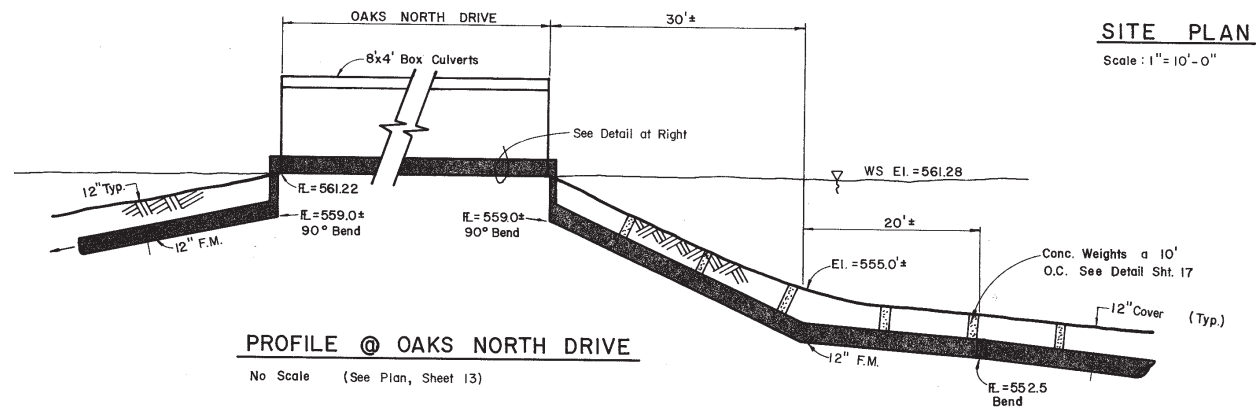 OAKS NORTH DRIVE
30'±
SITE PLAN
Scale : 1" = 10'-0"
8'x4' Box Culverts
See Detail at Right
WS El. = 561.28
12" Typ.
FL = 561.22
FL = 559.0±
90° Bend
FL = 559.0±
90° Bend
20'±
12" F.M.
El. = 555.0'±
Conc. Weights a 10'
O.C. See Detail Sht. 17
12" Cover (Typ.)
PROFILE @ OAKS NORTH DRIVE
No Scale (See Plan, Sheet 13)
12" F.M.
FL = 552.5
Bend